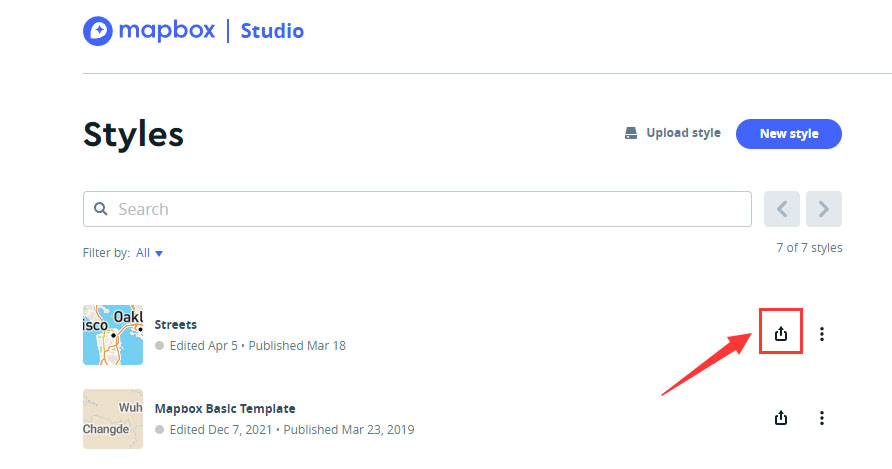 mapbox | Studio
Styles
Upload style
New style
Search
Filter by: All
7 of 7 styles
isco Oakl
Streets
Edited Apr 5 • Published Mar 18
Wuh
Changde
Mapbox Basic Template
Edited Dec 7, 2021 • Published Mar 23, 2019